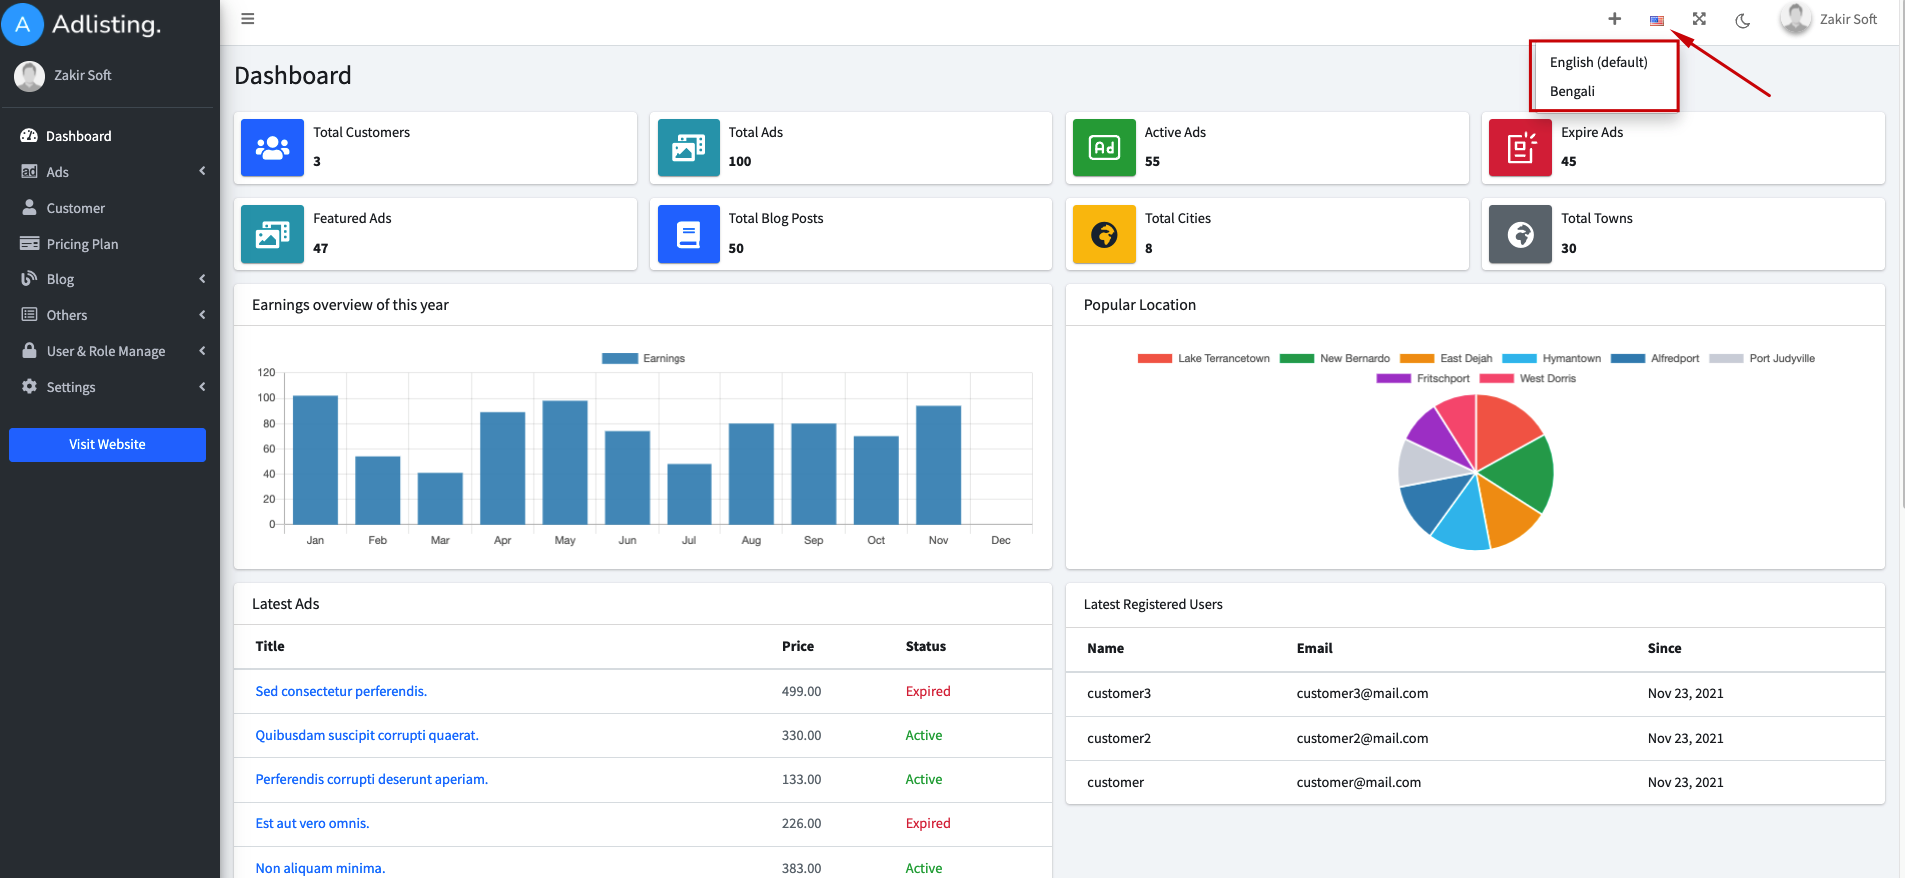 A Adlisting.
Zakir Soft
Dashboard
Ads
Customer
Pricing Plan
Blog
Others
User & Role Manage
Settings
Visit Website
Zakir Soft
English (default)
Bengali
Dashboard
Total Customers
3
Total Ads
100
Ad
Active Ads
55
Expire Ads
45
Featured Ads
47
Total Blog Posts
50
Total Cities
8
Total Towns
30
Earnings overview of this year
Earnings
120
100
80
60
40
20
0
Jan Feb Mar Apr May Jun Jul Aug Sep Oct Nov Dec
Popular Location
Lake Terrancetown New Bernardo East Dejah Hymantown Alfredport Port Judyville
Fritschport West Dorris
Latest Ads
Title Price Status
Sed consectetur perferendis. 499.00 Expired
Quibusdam suscipit corrupti quaerat. 330.00 Active
Perferendis corrupti deserunt aperiam. 133.00 Active
Est aut vero omnis. 226.00 Expired
Non aliquam minima. 383.00 Active
Latest Registered Users
Name Email Since
customer3 customer3@mail.com Nov 23, 2021
customer2 customer2@mail.com Nov 23, 2021
customer customer@mail.com Nov 23, 2021